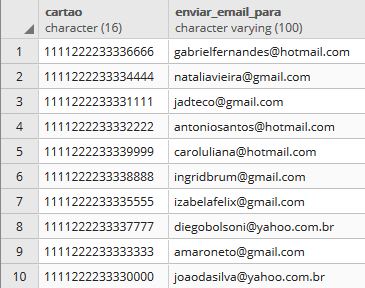 cartao enviar_email_para
character (16) character varying (100)
1 1111222233336666 gabrielfernandes@hotmail.com
2 1111222233334444 nataliavieira@gmail.com
3 1111222233331111 jadteco@gmail.com
4 1111222233332222 antoniosantos@hotmail.com
5 1111222233339999 caroluliana@hotmail.com
6 1111222233338888 ingridbrum@gmail.com
7 1111222233335555 izabelafelix@gmail.com
8 1111222233337777 diegobolsoni@yahoo.com.br
9 1111222233333333 amaroneto@gmail.com
10 1111222233330000 joaodasilva@yahoo.com.br